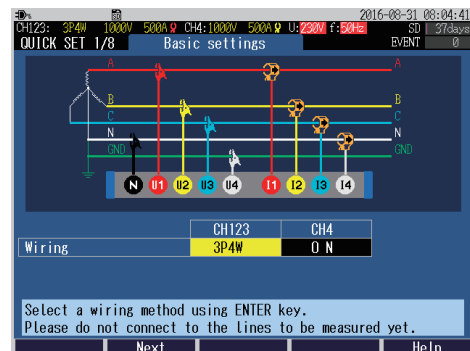 2016-08-31 08:04:41
CH123: 3P4W 1000V 500A CH4:1000V 500A U:230V f:50Hz SD 37days
QUICK SET 1/8 Basic settings EVENT 0
A A
B B
C C
N N
GND GND
N U1 U2 U3 U4 I1 I2 I3 I4
CH123 CH4
Wiring 3P4W O N
Select a wiring method using ENTER key.
Please do not connect to the lines to be measured yet.
Next Help